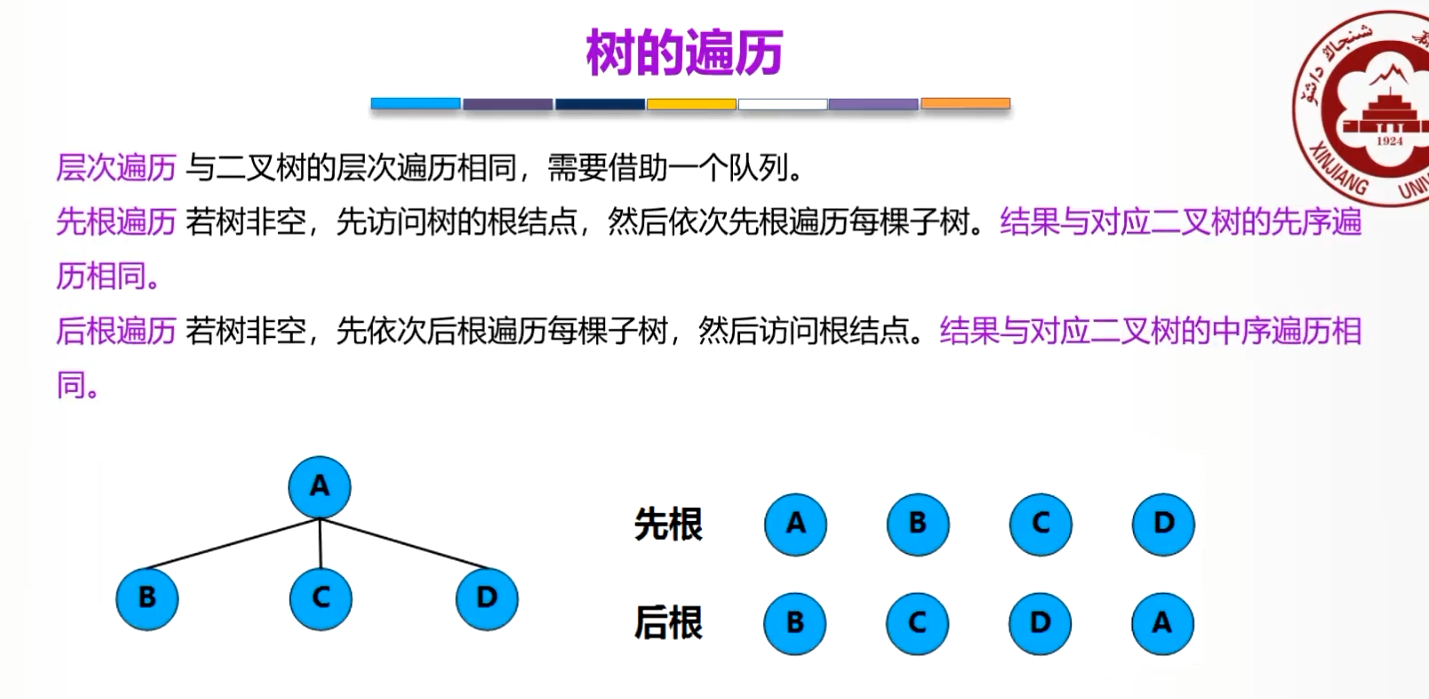 树的遍历
层次遍历 与二叉树的层次遍历相同，需要借助一个队列。
先根遍历 若树非空，先访问树的根结点，然后依次先根遍历每棵子树。结果与对应二叉树的先序遍
历相同。
后根遍历 若树非空，先依次后根遍历每棵子树，然后访问根结点。结果与对应二叉树的中序遍历相
同。
1924
XINJIANG UNI
A
B C D
先根 A B C D
后根 B C D A